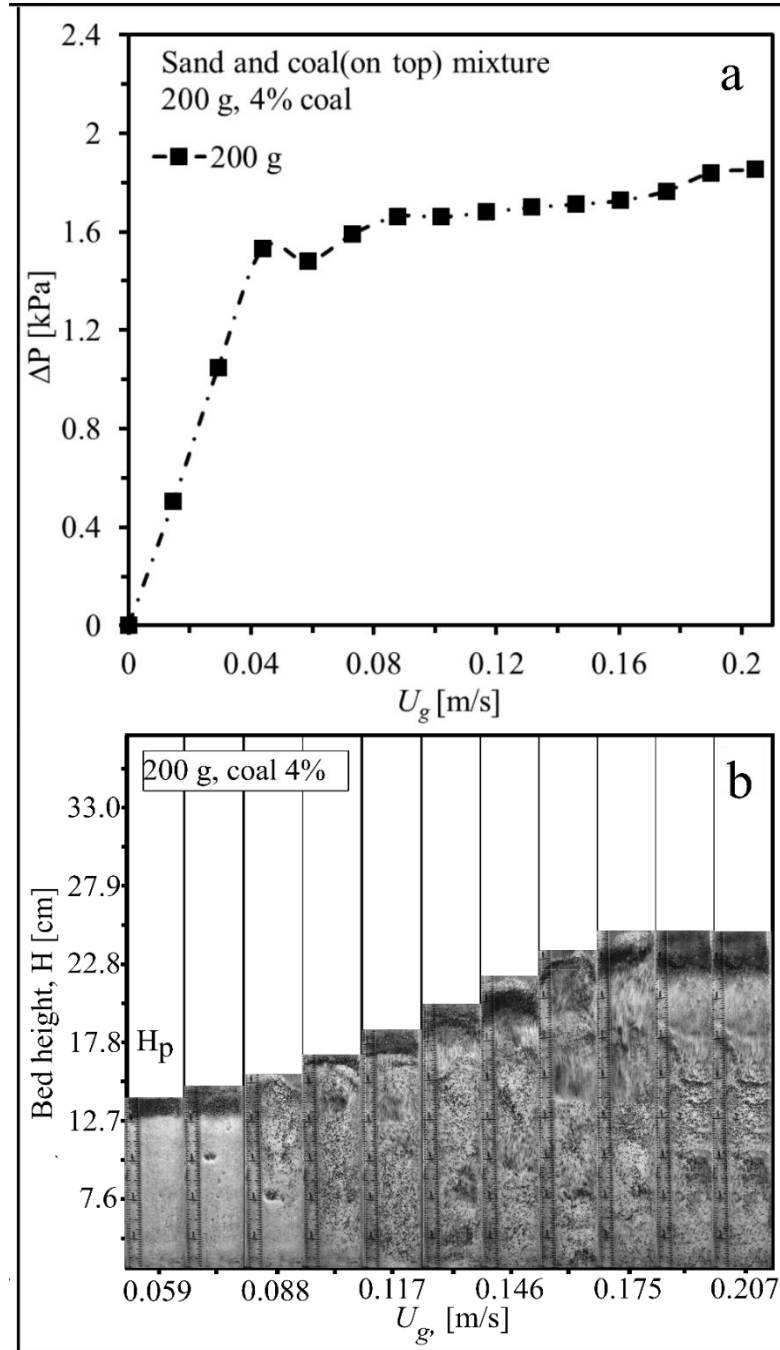 a
Sand and coal(on top) mixture
200 g, 4% coal
200 g
2.4
2
1.6
1.2
0.8
0.4
0
ΔP [kPa]
0 0.04 0.08 0.12 0.16 0.2
U_g [m/s]
b
200 g, coal 4%
33.0
27.9
22.8
17.8
12.7
7.6
Bed height, H [cm]
H_p
0.059 0.088 0.117 0.146 0.175 0.207
U_g, [m/s]